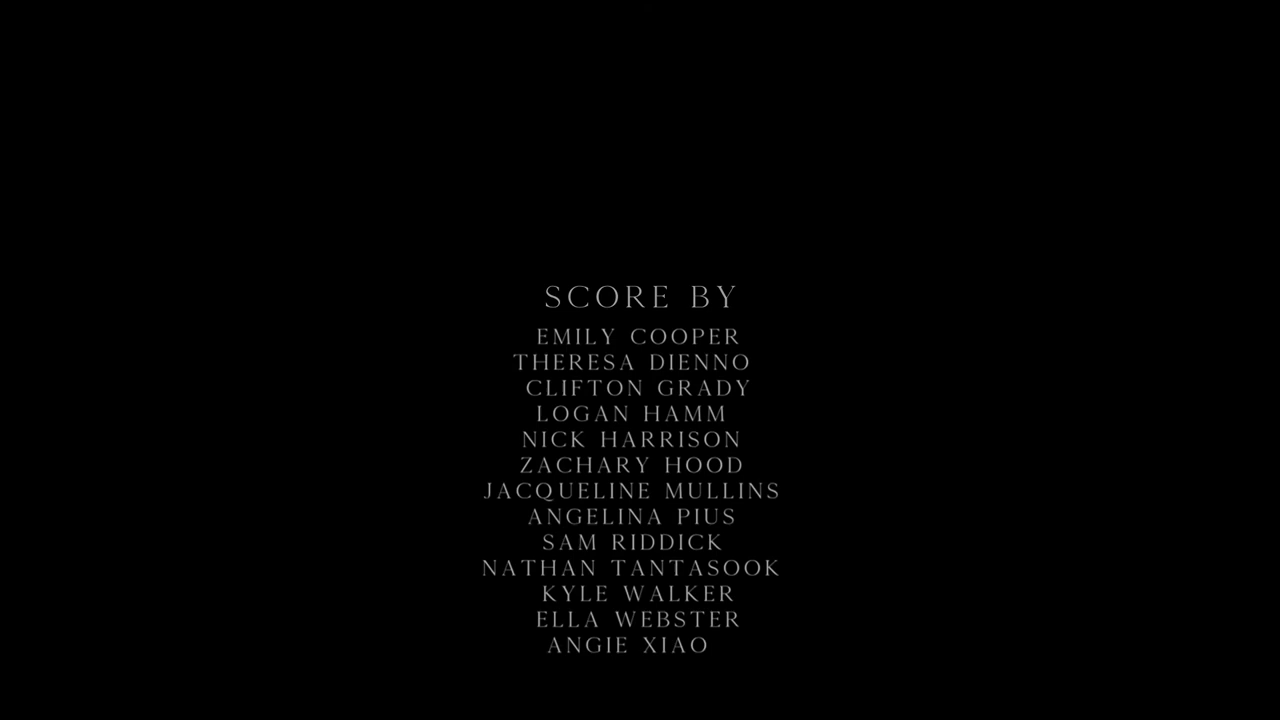 SCORE BY
EMILY COOPER
THERESA DIENNO
CLIFTON GRADY
LOGAN HAMM
NICK HARRISON
ZACHARY HOOD
JACQUELINE MULLINS
ANGELINA PIUS
SAM RIDDICK
NATHAN TANTASOOK
KYLE WALKER
ELLA WEBSTER
ANGIE XIAO